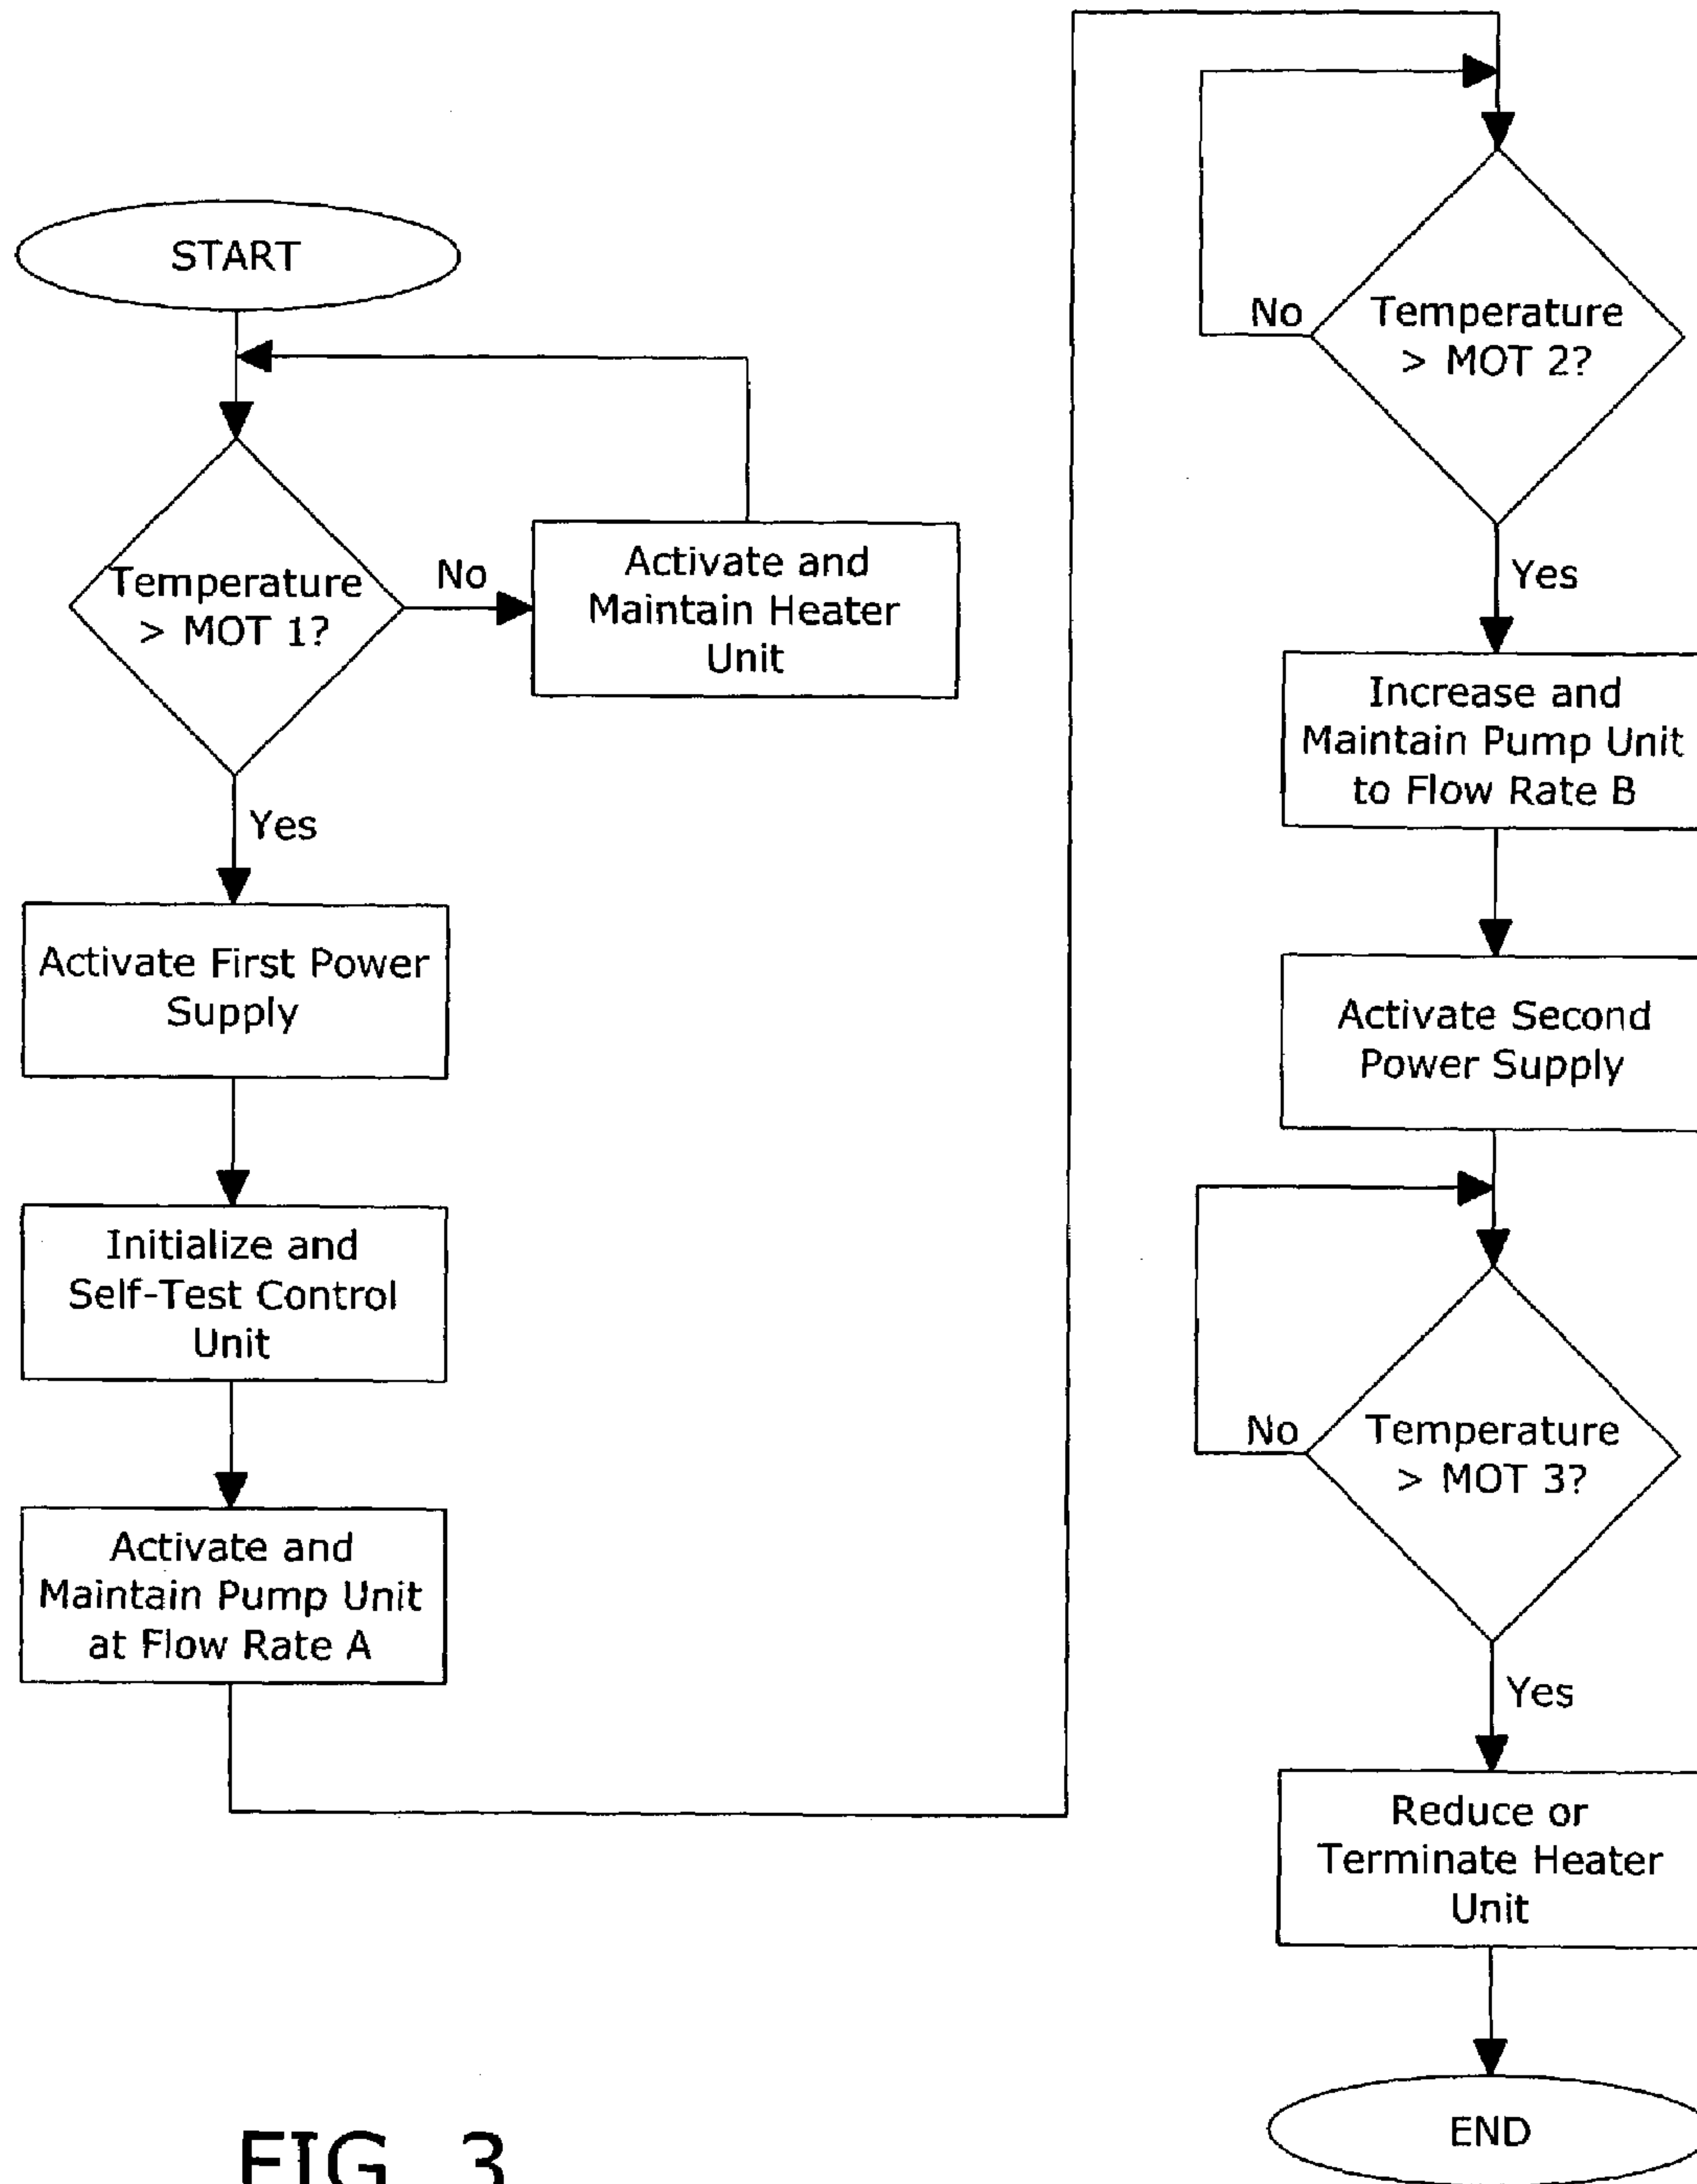 START
Temperature
> MOT 1?
No
Activate and
Maintain Heater
Unit
Yes
Activate First Power
Supply
Initialize and
Self-Test Control
Unit
Activate and
Maintain Pump Unit
at Flow Rate A
Temperature
> MOT 2?
No
Yes
Increase and
Maintain Pump Unit
to Flow Rate B
Activate Second
Power Supply
Temperature
> MOT 3?
No
Yes
Reduce or
Terminate Heater
Unit
END
FIG. 3